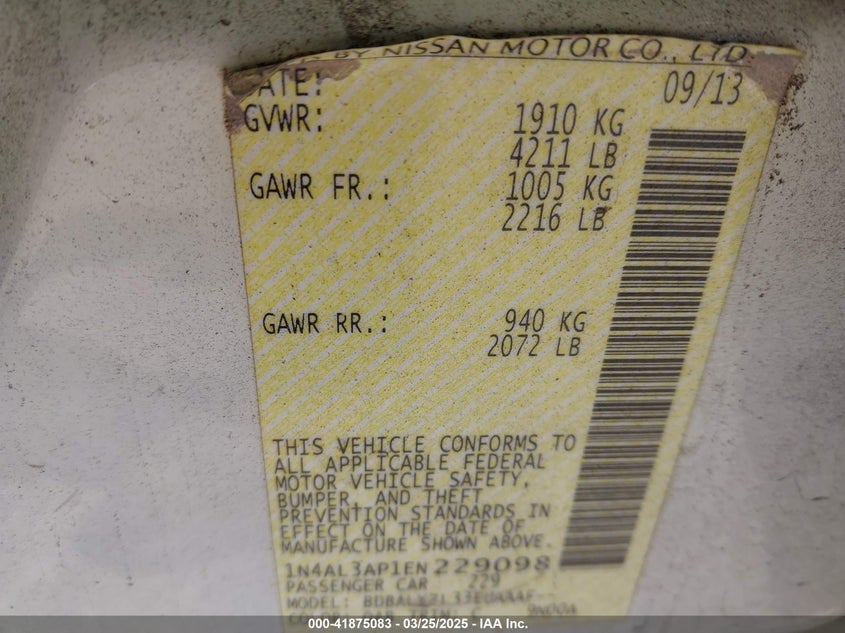 BY NISSAN MOTOR CO., LTD.
DATE: 09/13
GVWR: 1910 KG
4211 LB
GAWR FR.: 1005 KG
2216 LB
GAWR RR.: 940 KG
2072 LB
THIS VEHICLE CONFORMS TO
ALL APPLICABLE FEDERAL
MOTOR VEHICLE SAFETY,
BUMPER, AND THEFT
PREVENTION STANDARDS IN
EFFECT ON THE DATE OF
MANUFACTURE SHOWN ABOVE.
1N4AL3AP1EN229098
PASSENGER CAR 229
MODEL:
COLOR: TRIM:
000-41875083 / 03/25/2025 - IAA Inc.